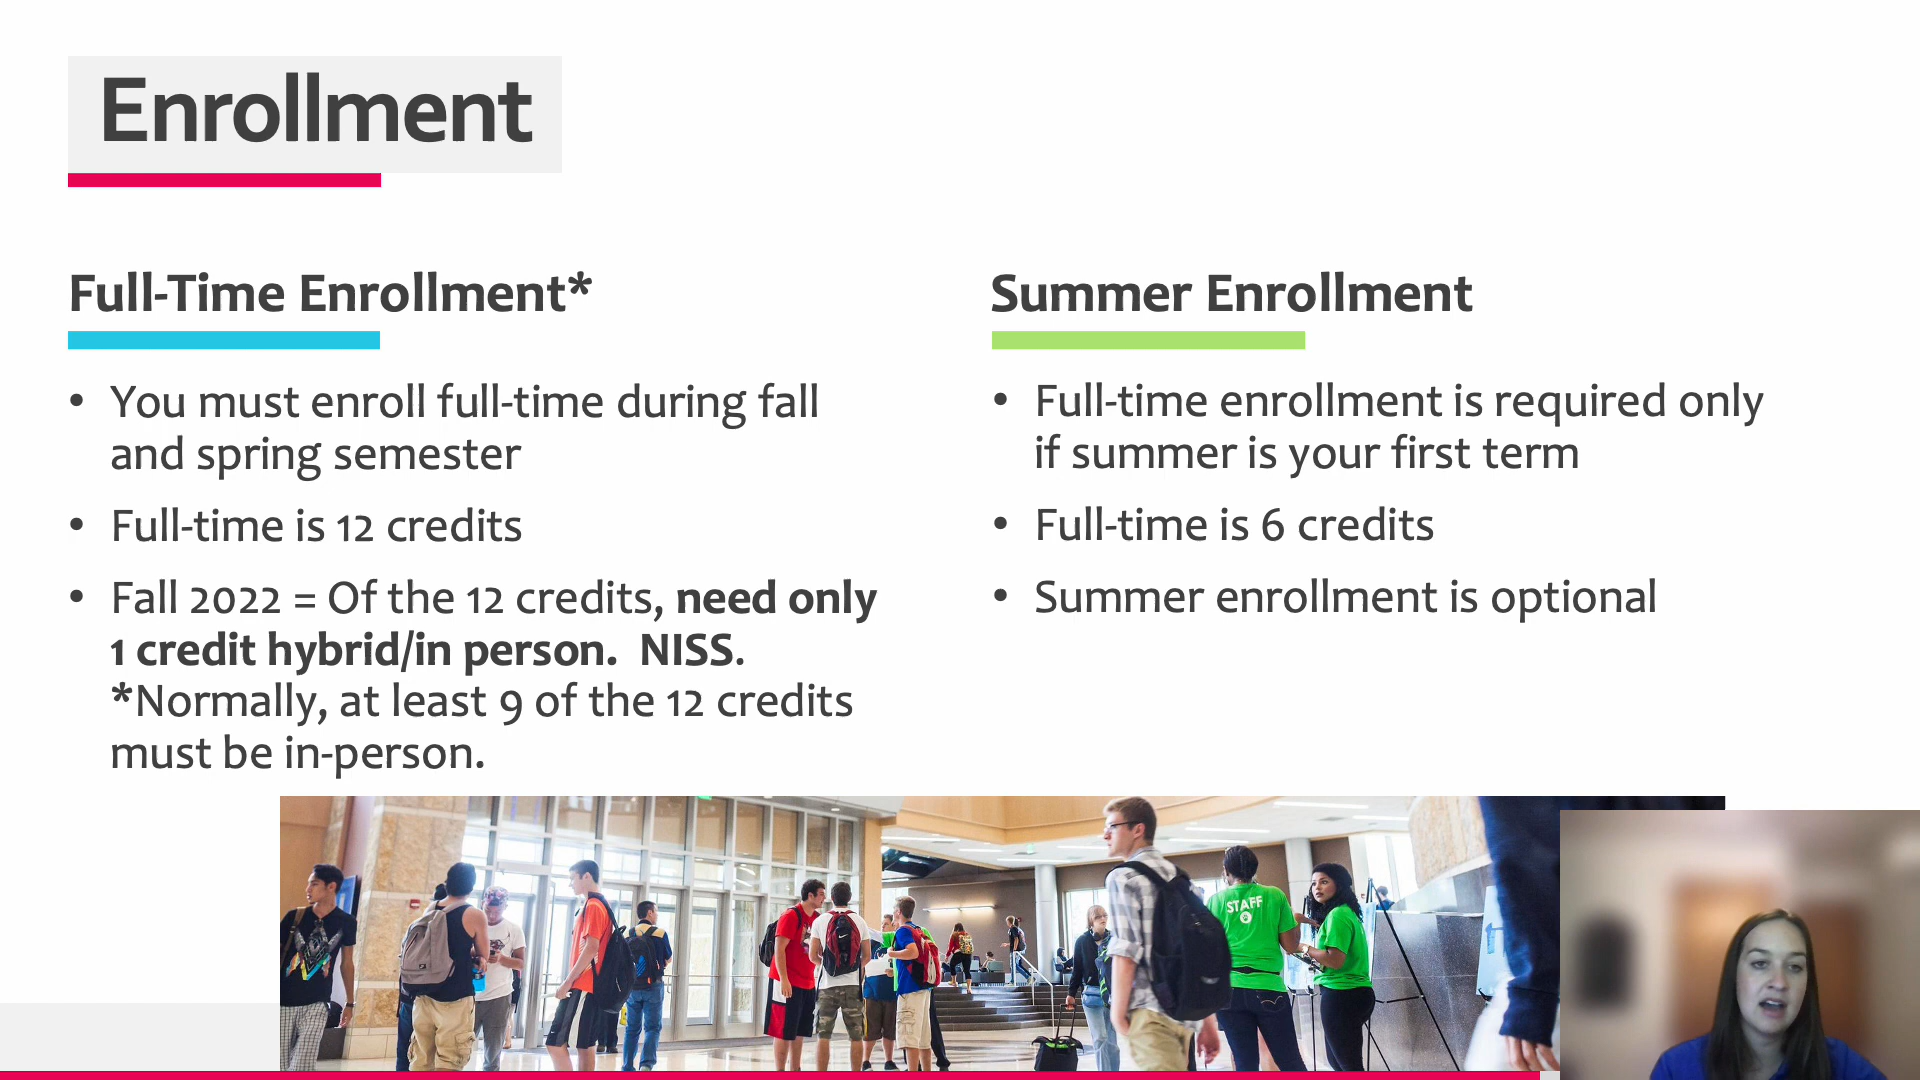 Enrollment
Full-Time Enrollment*
• You must enroll full-time during fall
and spring semester
• Full-time is 12 credits
• Fall 2022 = Of the 12 credits, need only
1 credit hybrid/in person.  NISS.
*Normally, at least 9 of the 12 credits
must be in-person.
Summer Enrollment
• Full-time enrollment is required only
if summer is your first term
• Full-time is 6 credits
• Summer enrollment is optional
STAFF